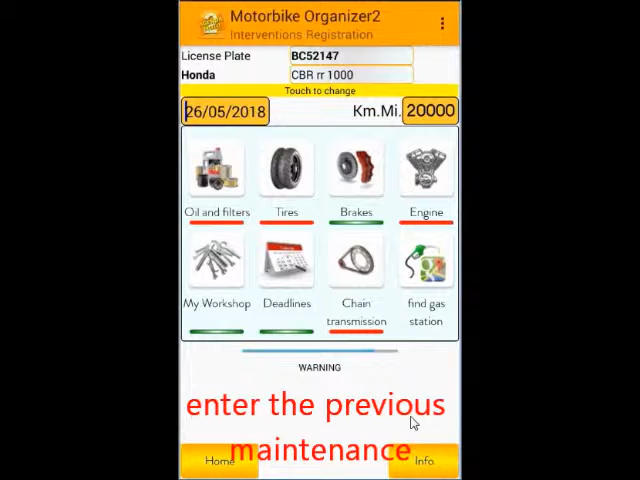 Motorbike Organizer2
Interventions Registration
License Plate BC52147
Honda CBR rr 1000
Touch to change
26/05/2018 Km.Mi. 20000
Oil and filters Tires Brakes Engine
My Workshop Deadlines Chain transmission find gas station
WARNING
enter the previous
maintenance
Home Info.